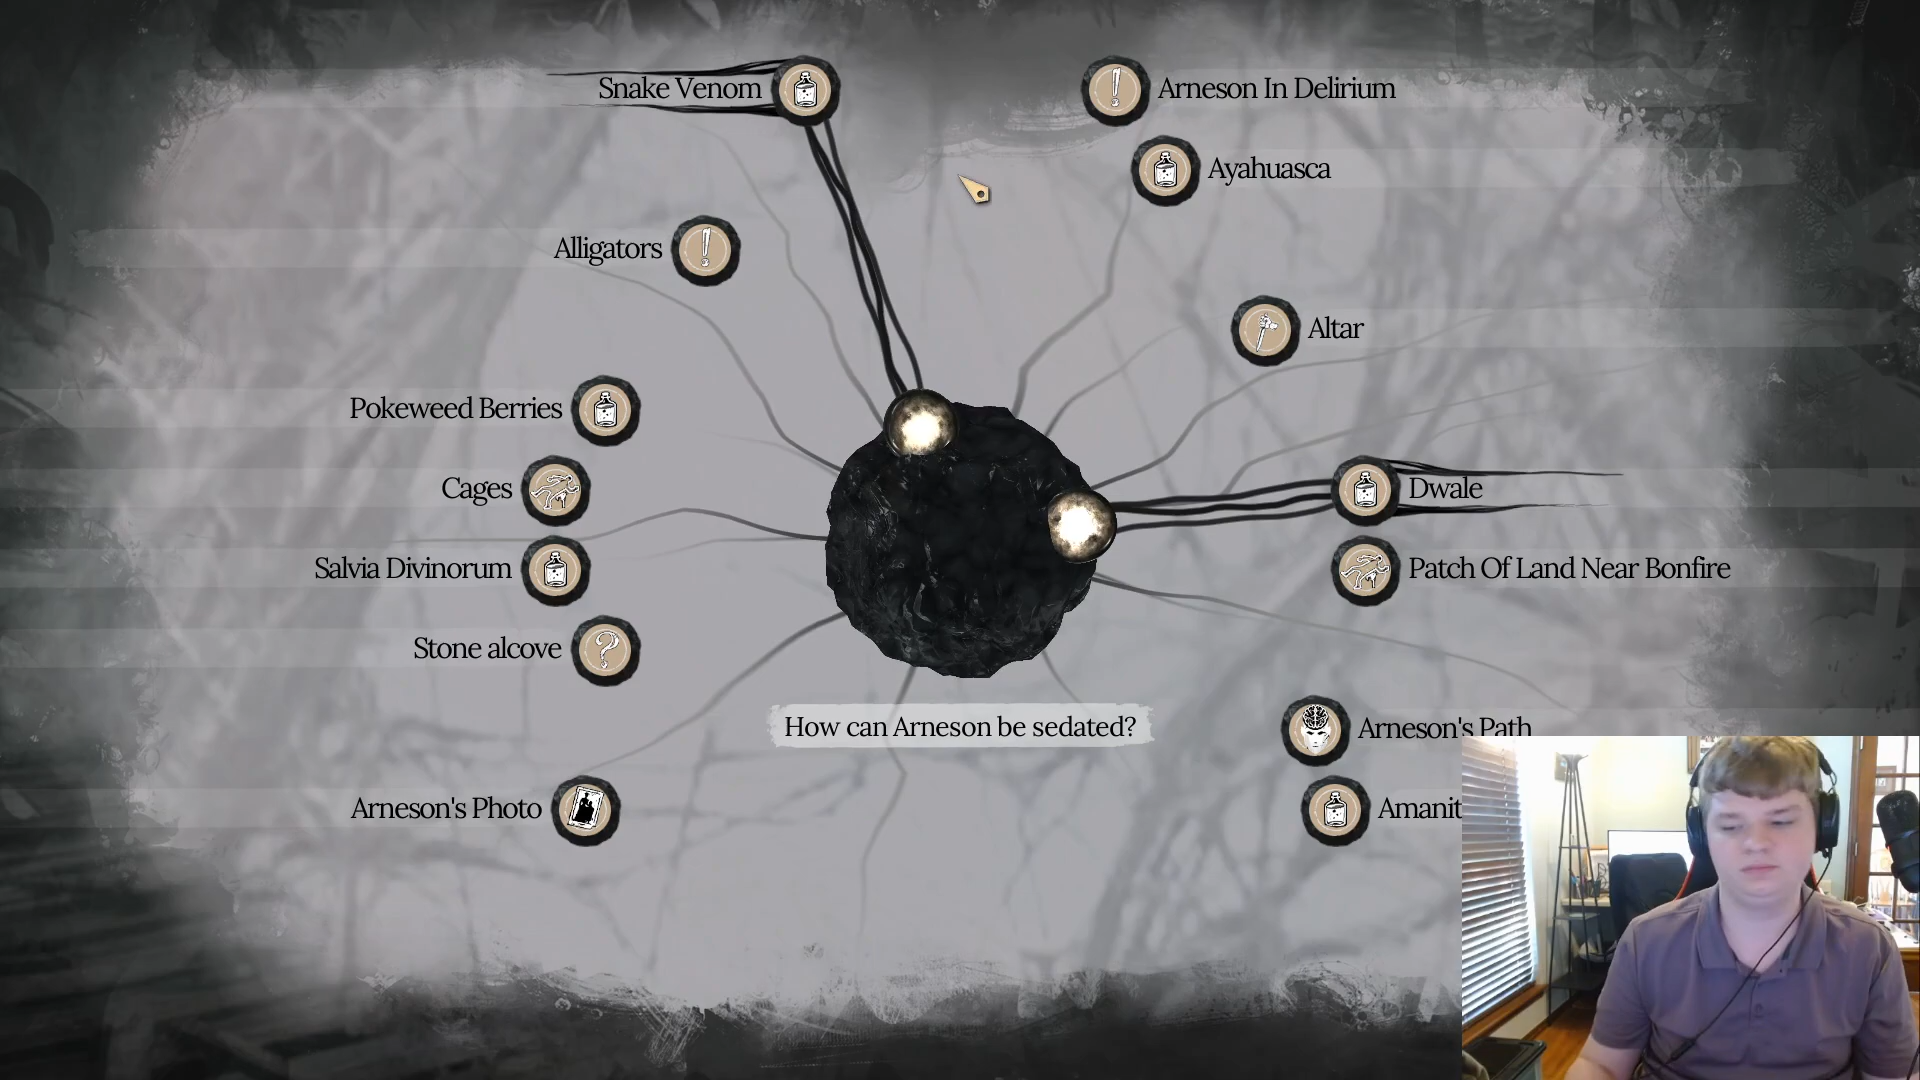 Snake Venom
Arneson In Delirium
Ayahuasca
Alligators
Altar
Pokeweed Berries
Cages
Dwale
Salvia Divinorum
Patch Of Land Near Bonfire
Stone alcove
How can Arneson be sedated?
Arneson's Path
Arneson's Photo
Amanit